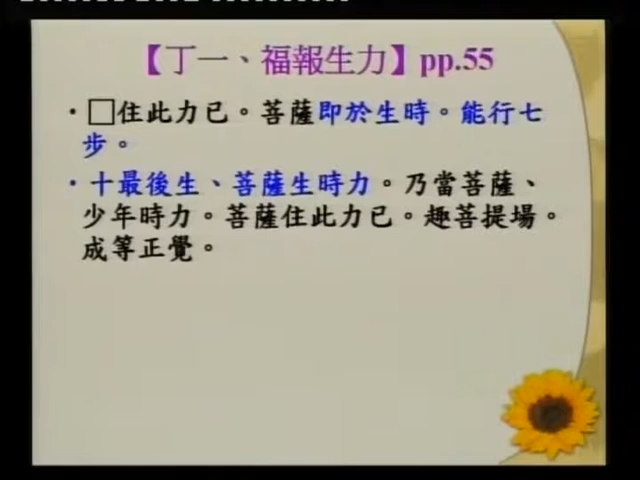 【丁一、福報生力】pp.55
• □住此力已。菩薩即於生時。能行七
步。
• 十最後生、菩薩生時力。乃當菩薩、
少年時力。菩薩住此力已。趣菩提場。
成等正覺。